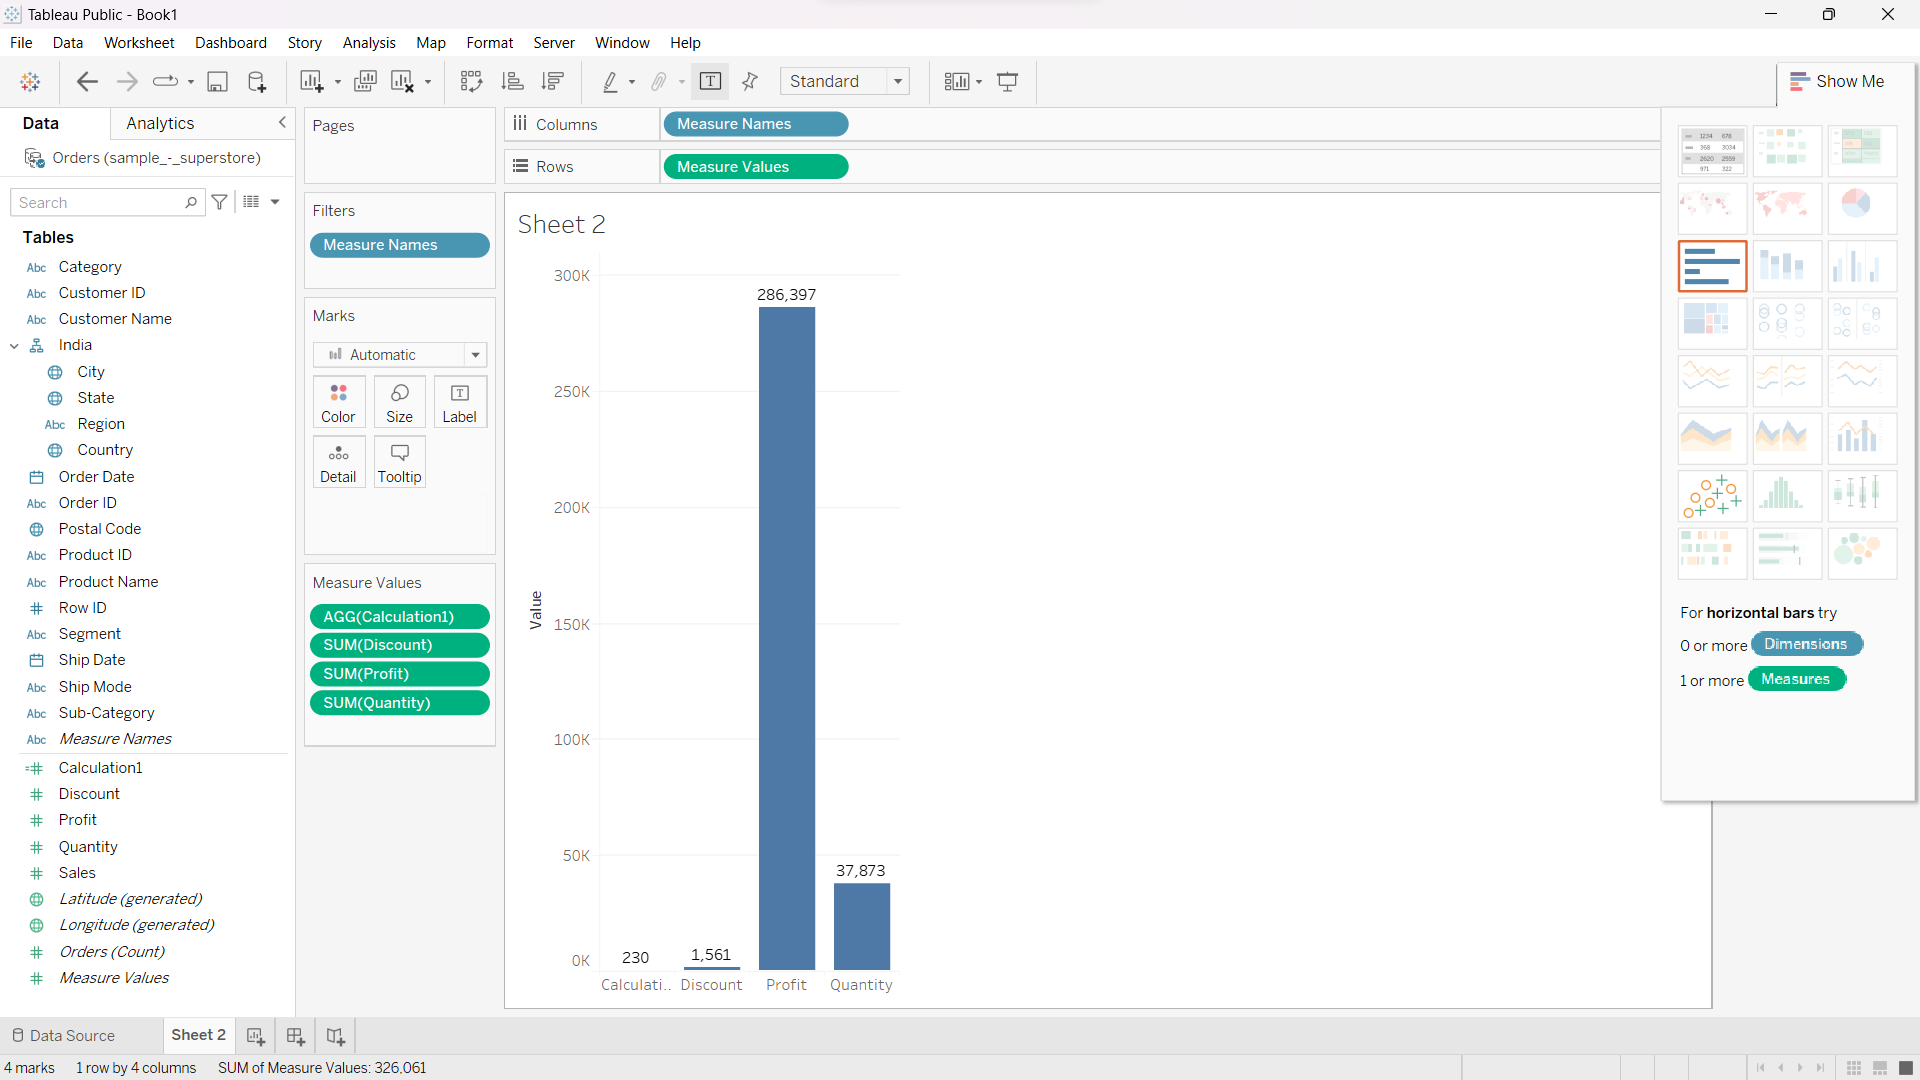 Tableau Public - Book1
File Data Worksheet Dashboard Story Analysis Map Format Server Window Help
Standard
Show Me
Data
Analytics
Orders (sample_-_superstore)
Search
Tables
Abc Category
Abc Customer ID
Abc Customer Name
India
City
State
Abc Region
Country
Order Date
Abc Order ID
Postal Code
Abc Product ID
Abc Product Name
Row ID
Abc Segment
Ship Date
Abc Ship Mode
Abc Sub-Category
Abc Measure Names
Calculation1
Discount
Profit
Quantity
Sales
Latitude (generated)
Longitude (generated)
Orders (Count)
Measure Values
Pages
Filters
Measure Names
Marks
Automatic
Color
Size
Label
Detail
Tooltip
Measure Values
AGG(Calculation1)
SUM(Discount)
SUM(Profit)
SUM(Quantity)
Columns
Measure Names
Rows
Measure Values
Sheet 2
300K
250K
200K
150K
100K
50K
0K
Value
286,397
37,873
1,561
230
Calculati..
Discount
Profit
Quantity
1234 678
368 3034
2620 2559
971 322
For horizontal bars try
0 or more Dimensions
1 or more Measures
Data Source
Sheet 2
4 marks
1 row by 4 columns
SUM of Measure Values: 326,061